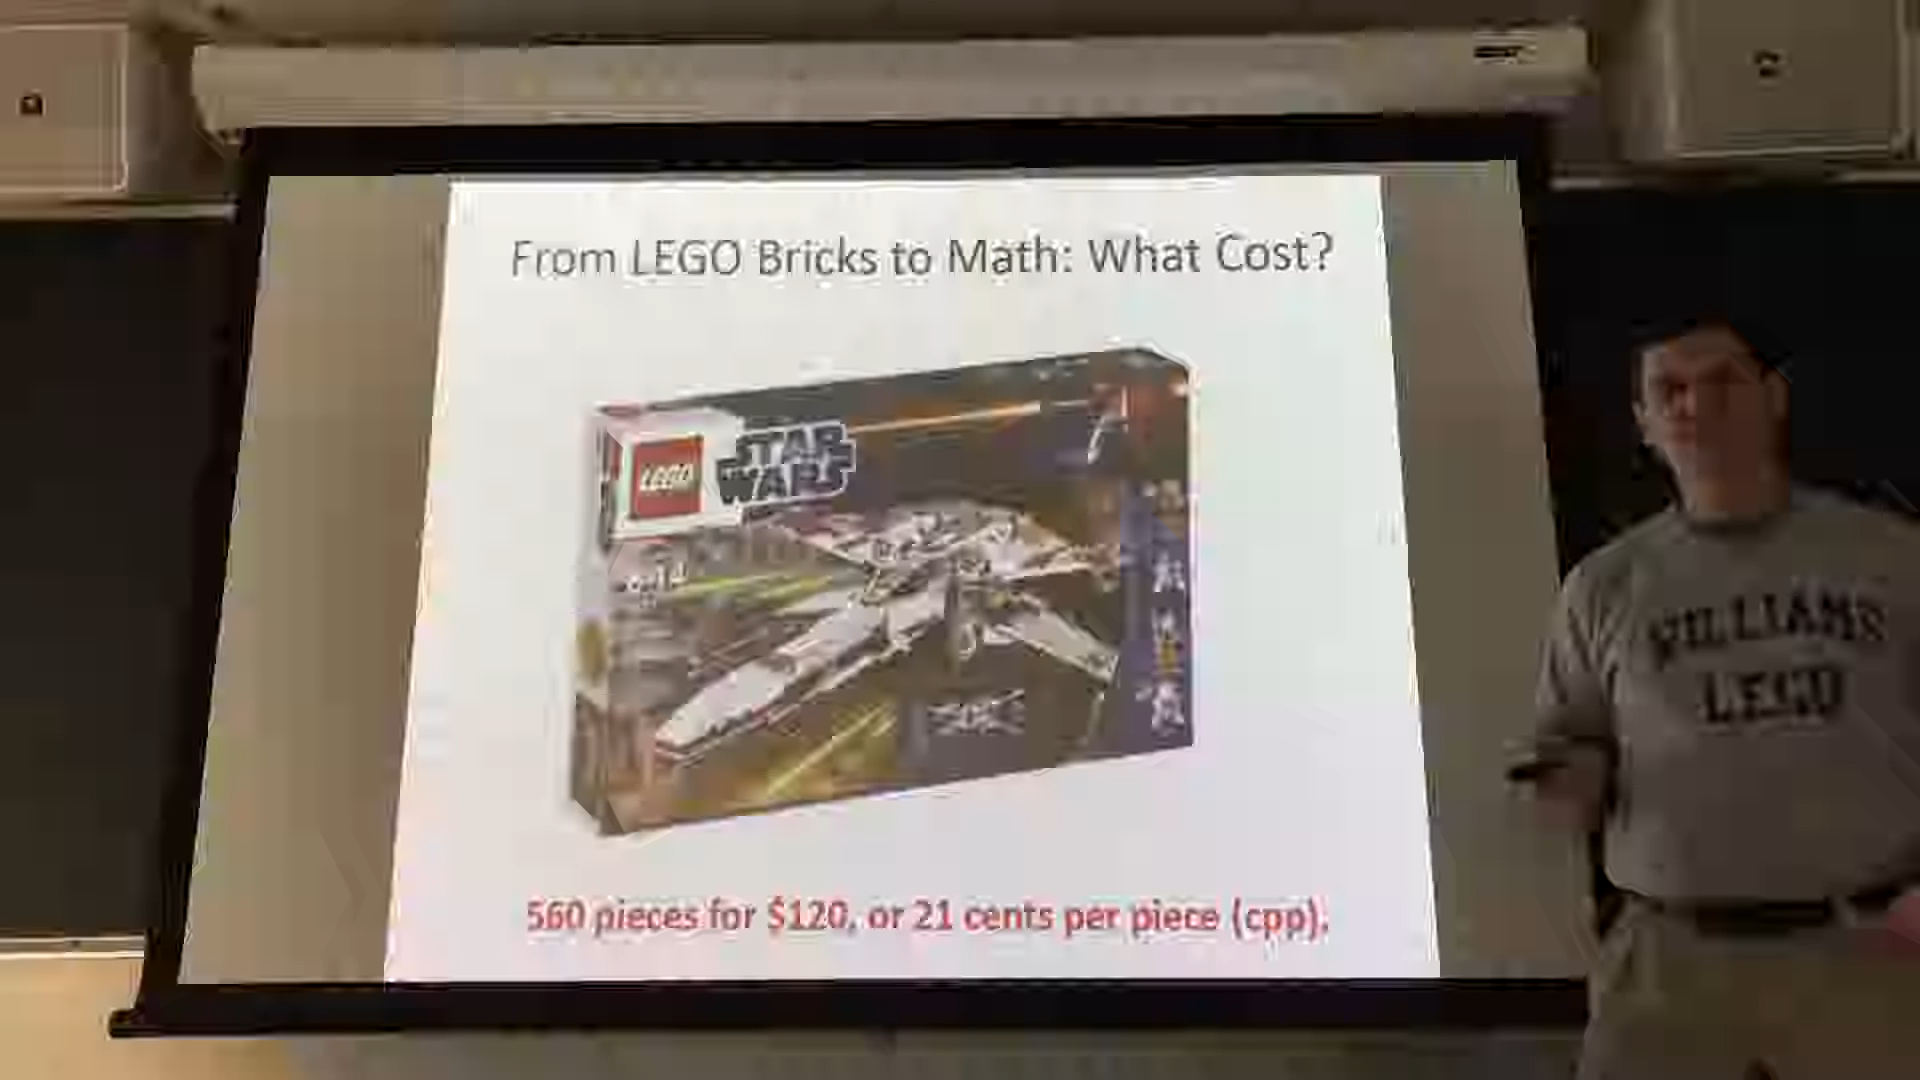 From LEGO Bricks to Math: What Cost?
LEGO
STAR
WARS
560 pieces for $120, or 21 cents per piece (cpp).
WILLIAMS
LEGO